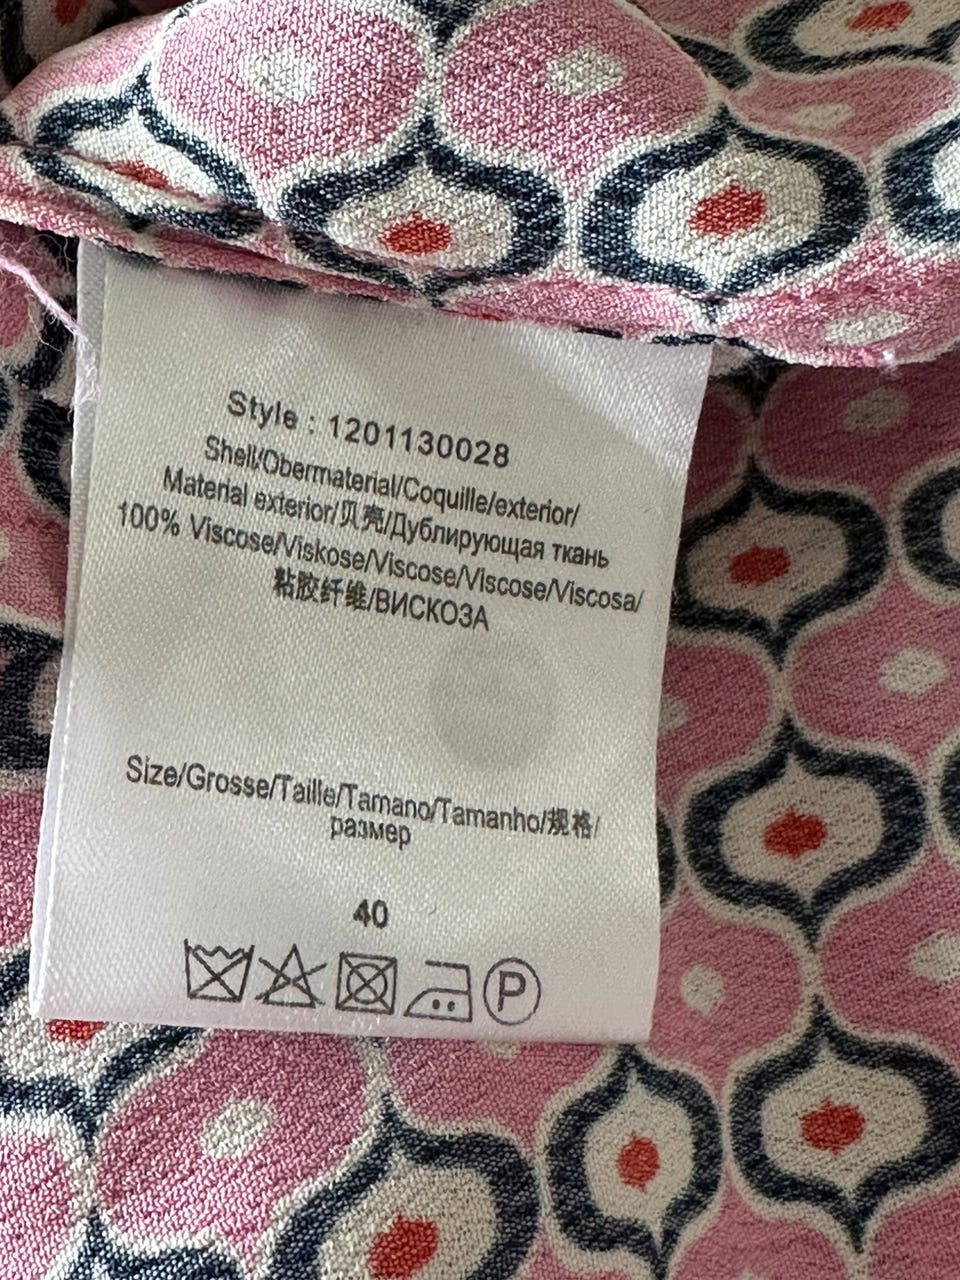 Style : 1201130028
Shell/Obermaterial/Coquille/exterior/
Material exterior/贝壳/Дублирующая ткань
100% Viscose/Viskose/Viscose/Viscose/Viscosa/
粘胶纤维/ВИСКОЗА
Size/Grosse/Taille/Tamano/Tamanho/规格/
размер
40
P